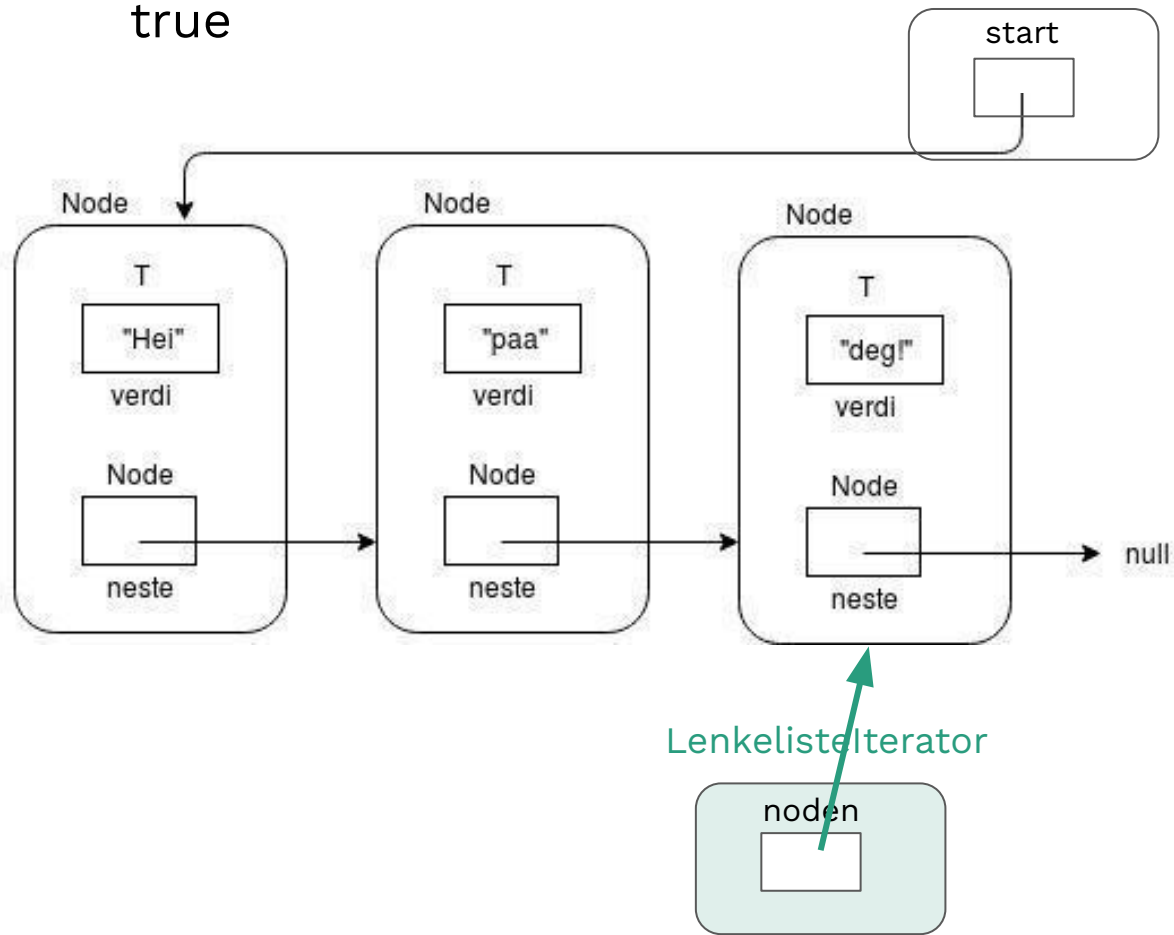 true
start
Node
Node
Node
T
T
T
"Hei"
"paa"
"deg!"
verdi
verdi
verdi
Node
Node
Node
null
neste
neste
neste
LenkelisteIterator
noden